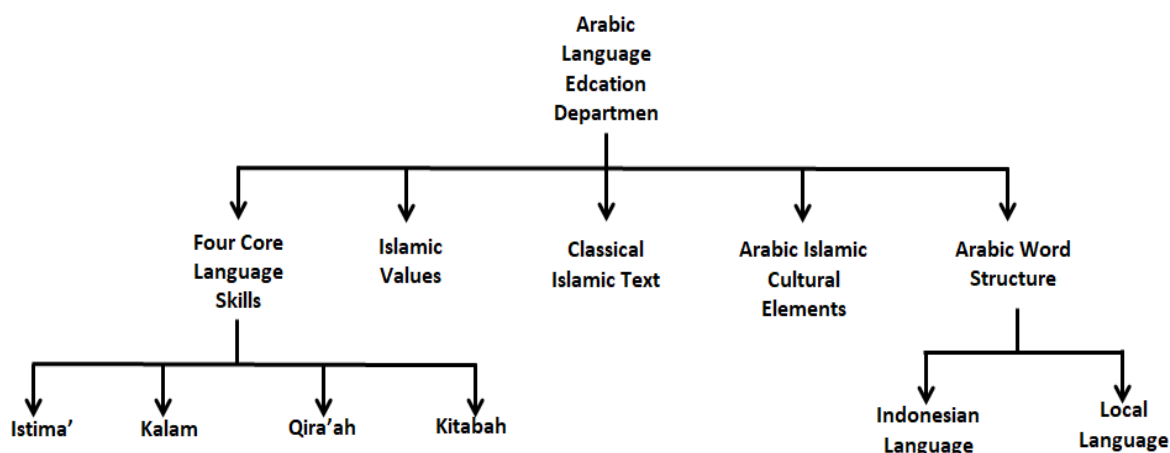 Arabic
Language
Edcation
Departmen
Four Core
Language
Skills
Islamic
Values
Classical
Islamic Text
Arabic Islamic
Cultural
Elements
Arabic Word
Structure
Istima’
Kalam
Qira’ah
Kitabah
Indonesian
Language
Local
Language